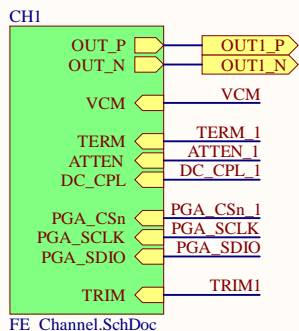 CH1
OUT_P OUT1_P
OUT_N OUT1_N
VCM VCM
TERM TERM_1
ATTEN ATTEN_1
DC_CPL DC_CPL_1
PGA_CSn PGA_CSn_1
PGA_SCLK PGA_SCLK
PGA_SDIO PGA_SDIO
TRIM TRIM1
FE_Channel.SchDoc